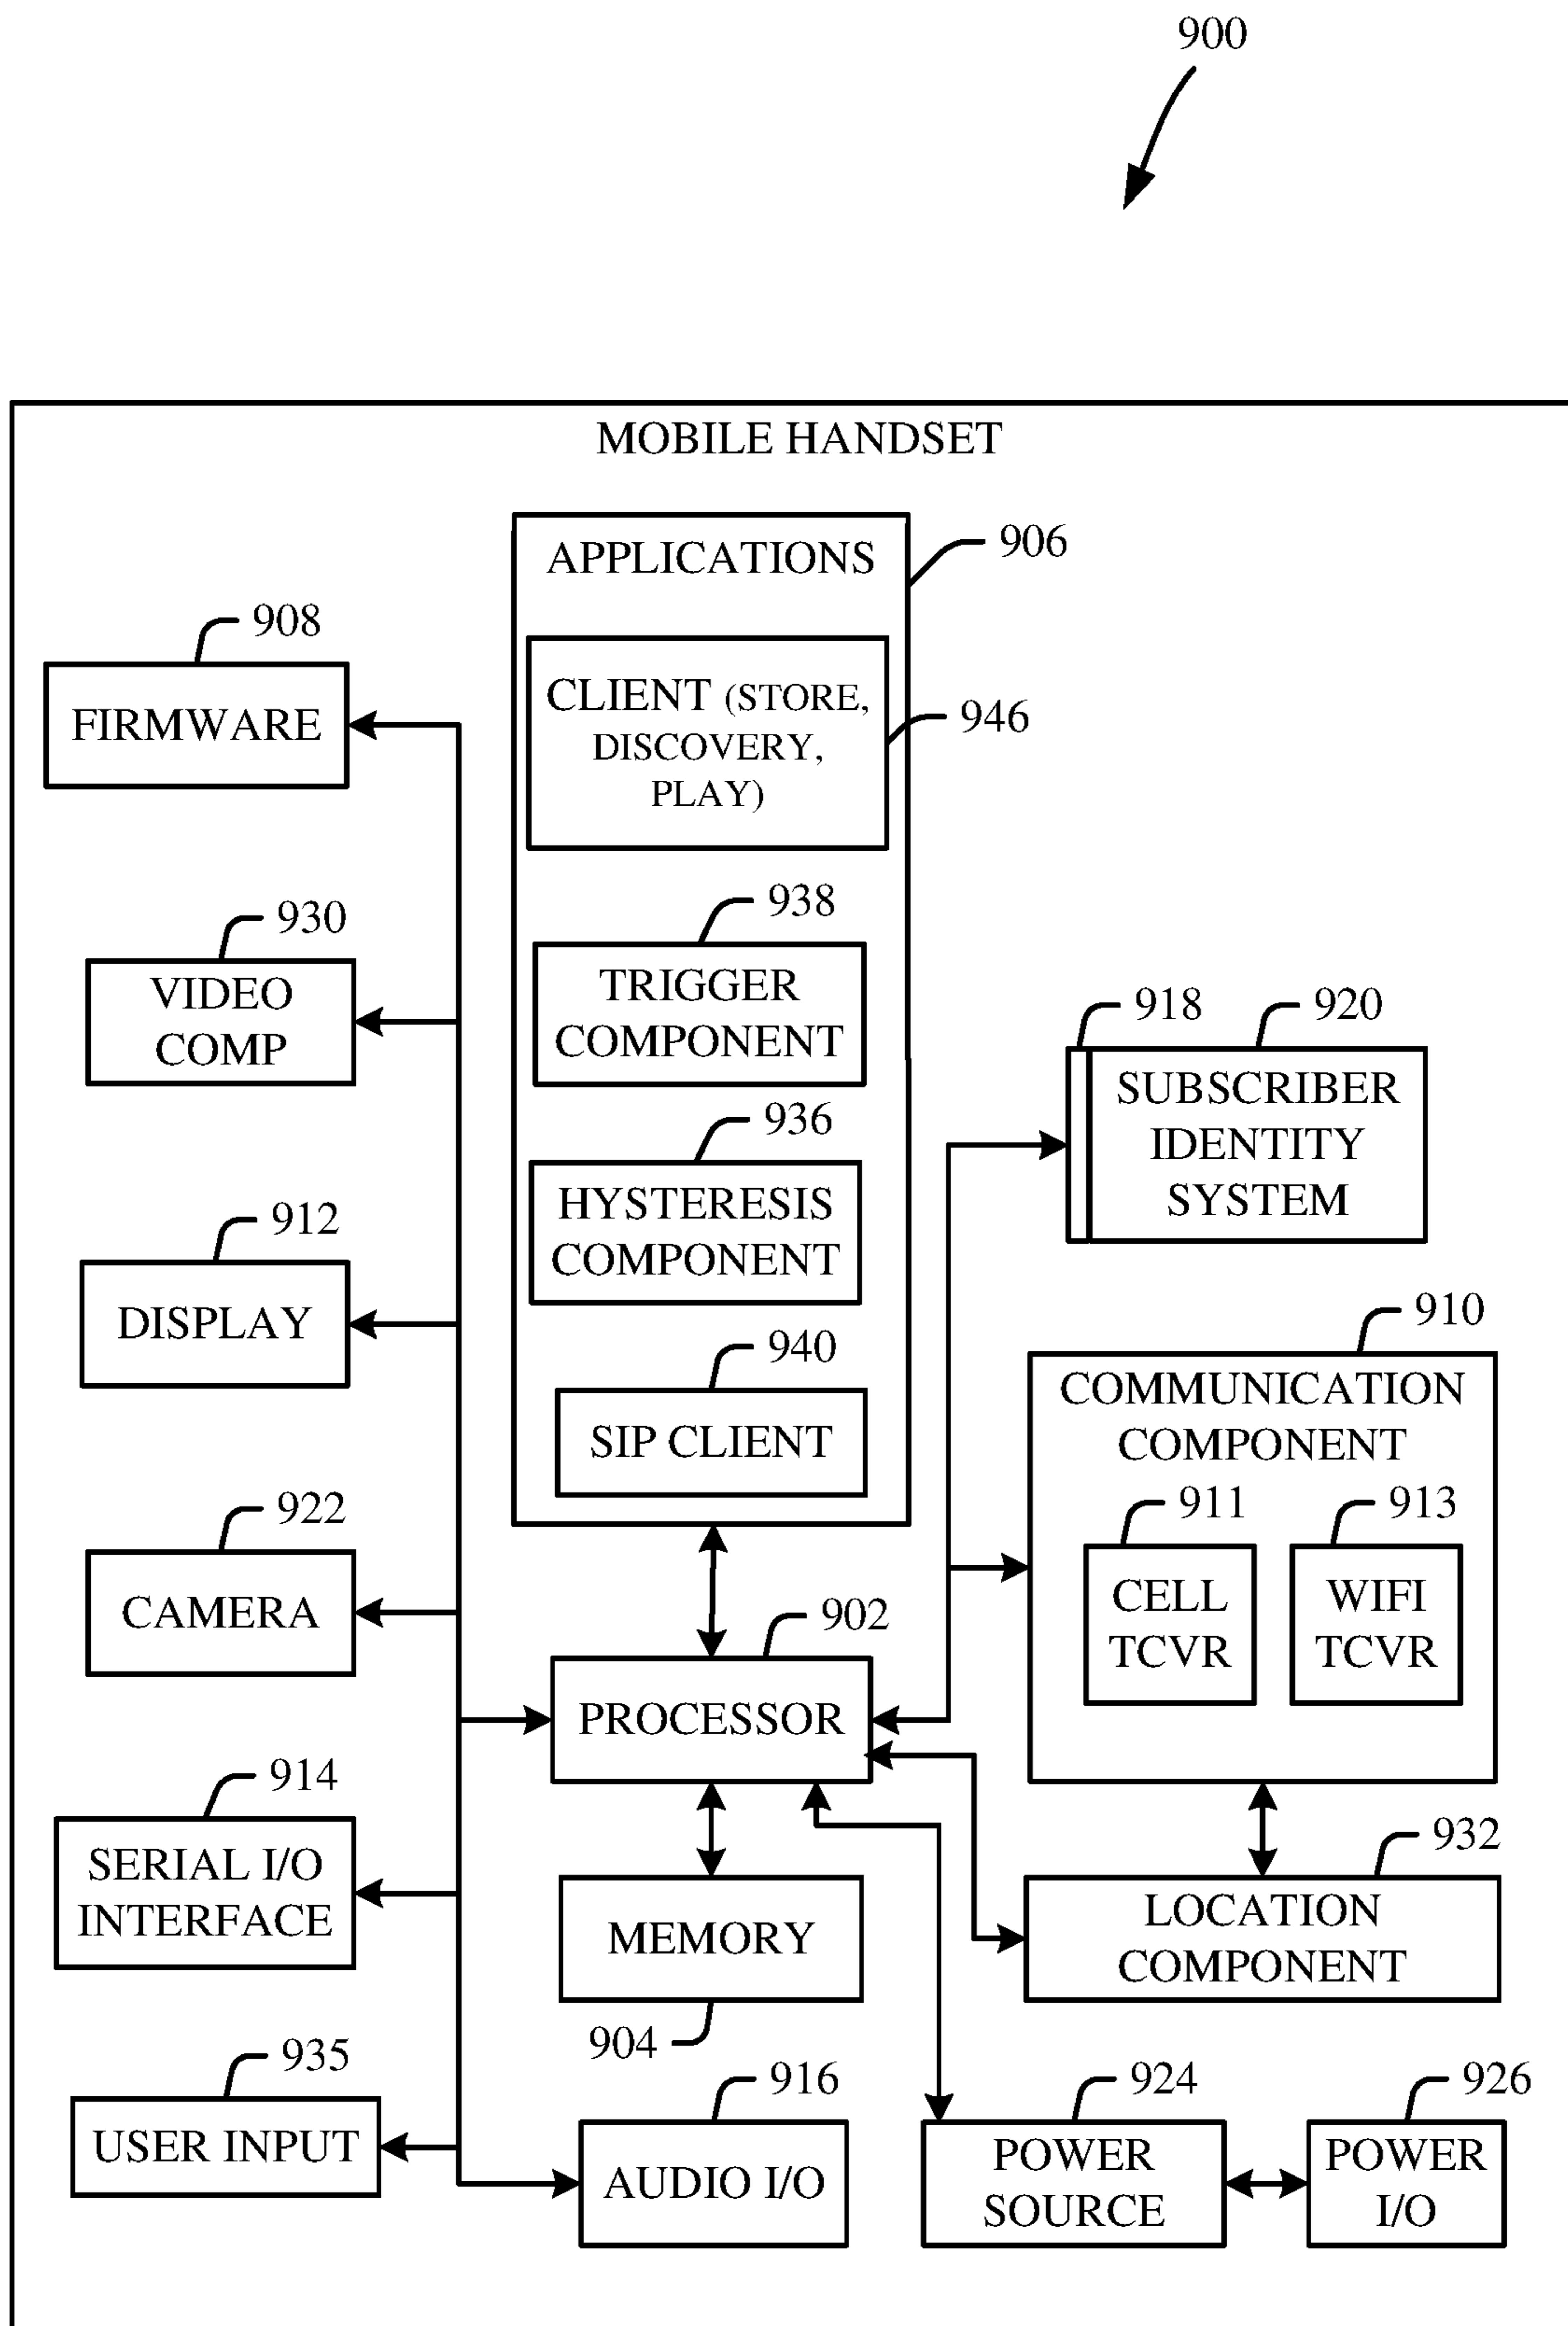 900
MOBILE HANDSET
APPLICATIONS
906
CLIENT (STORE,
DISCOVERY,
PLAY)
946
908
FIRMWARE
938
TRIGGER
COMPONENT
930
VIDEO
COMP
918
920
SUBSCRIBER
IDENTITY
SYSTEM
936
HYSTERESIS
COMPONENT
912
DISPLAY
940
SIP CLIENT
910
COMMUNICATION
COMPONENT
911
CELL
TCVR
913
WIFI
TCVR
922
CAMERA
902
PROCESSOR
914
SERIAL I/O
INTERFACE
MEMORY
904
932
LOCATION
COMPONENT
935
USER INPUT
916
AUDIO I/O
924
POWER
SOURCE
926
POWER
I/O